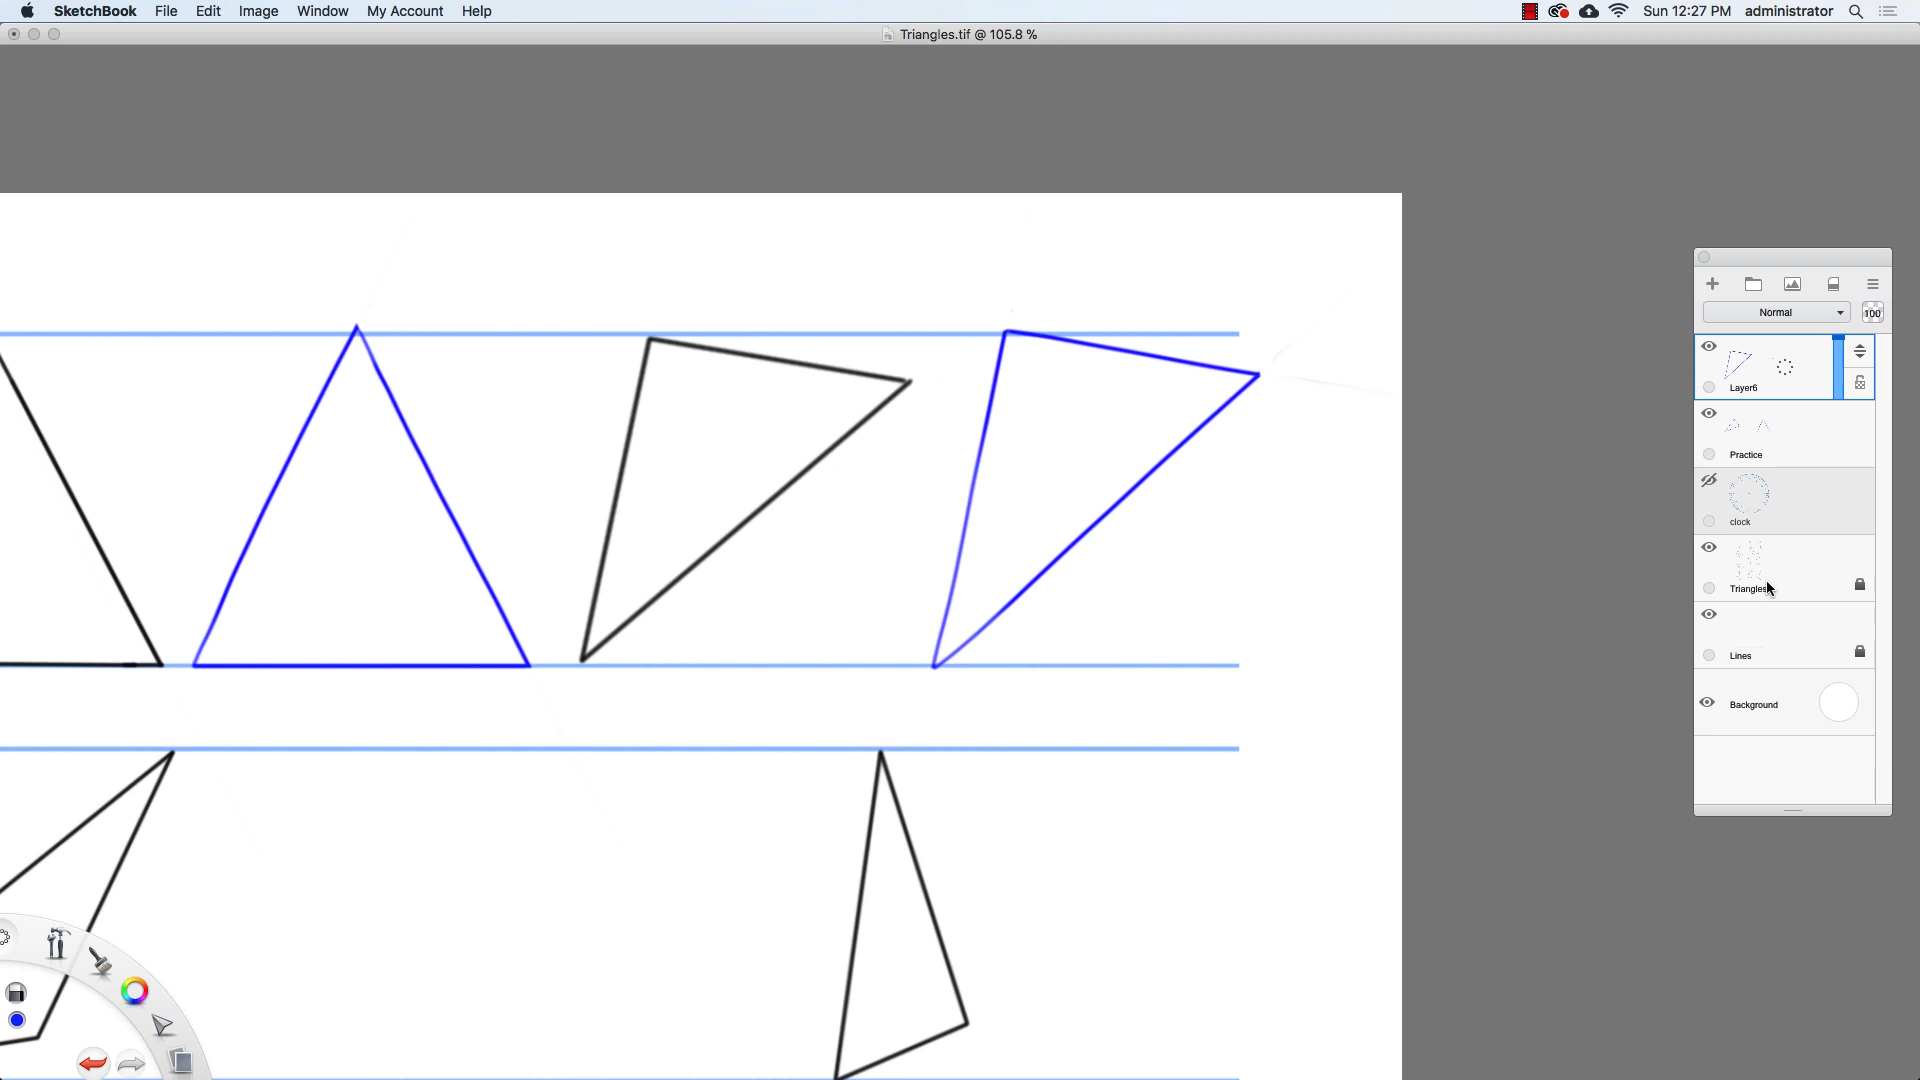 SketchBook File Edit Image Window My Account Help Sun 12:27 PM administrator
Triangles.tif @ 105.8 %
Normal 100
Layer6
Practice
clock
Triangles
Lines
Background